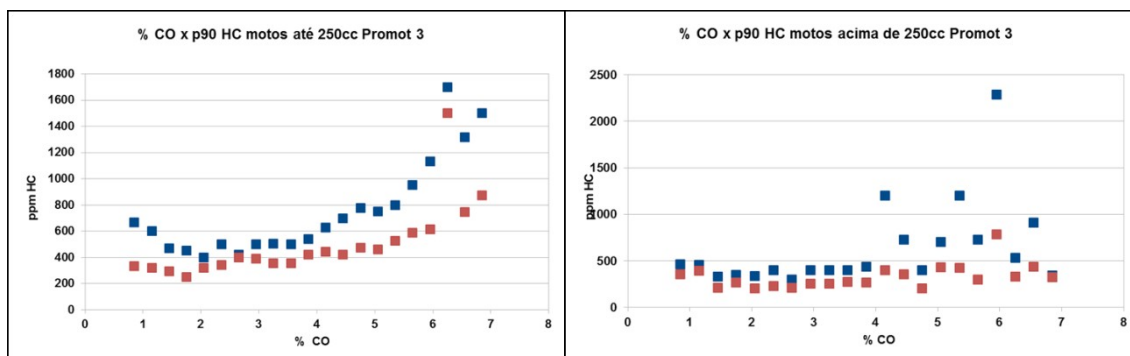 % CO x p90 HC motos até 250cc Promot 3
1800
1600
1400
1200
1000
800
600
400
200
0
ppm HC
0 1 2 3 4 5 6 7 8
% CO
% CO x p90 HC motos acima de 250cc Promot 3
2500
2000
1500
1000
500
0
ppm HC
0 1 2 3 4 5 6 7 8
% CO